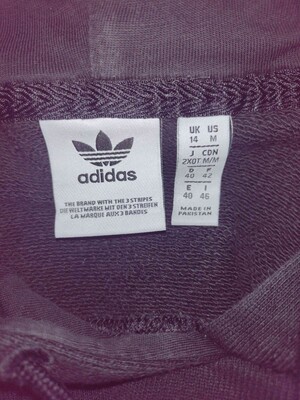 adidas
THE BRAND WITH THE 3 STRIPES
DIE WELTMARKE MIT DEN 3 STREIFEN
LA MARQUE AUX 3 BANDES
UK US
14 M
J CON
2XOT M/M
D F
40 42
E I
40 46
MADE IN
PAKISTAN